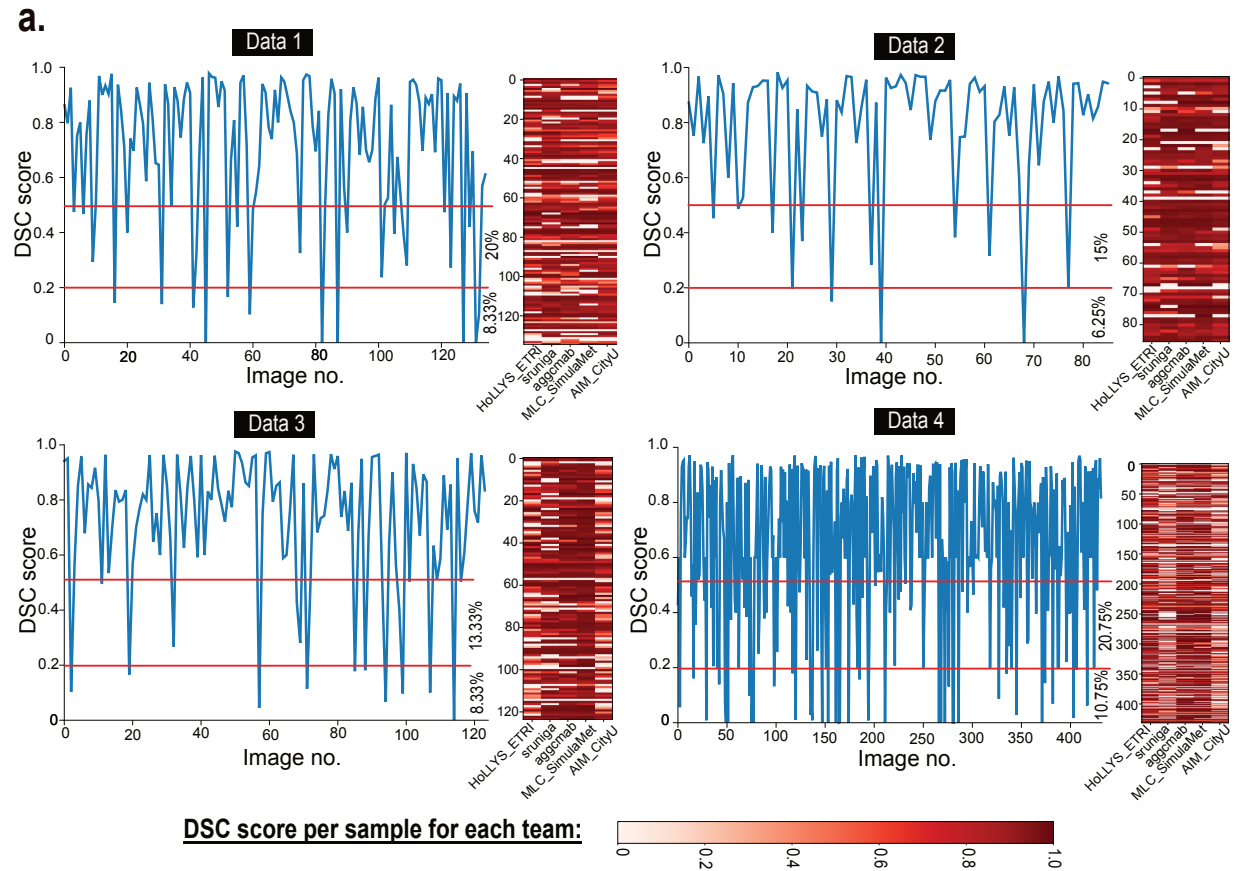 a.
Data 1
DSC score
1.0
0.8
0.6
0.4
0.2
0
20%
8.33%
0 20 40 60 80 100 120
Image no.
0
20
40
60
80
100
120
HoLLYS_ETRI
sruniga
aggcmab
MLC_SimulaMet
AIM_CityU
Data 2
DSC score
1.0
0.8
0.6
0.4
0.2
0
15%
6.25%
0 10 20 30 40 50 60 70 80
Image no.
0
10
20
30
40
50
60
70
80
HoLLYS_ETRI
sruniga
aggcmab
MLC_SimulaMet
AIM_CityU
Data 3
DSC score
1.0
0.8
0.6
0.4
0.2
0
13.33%
8.33%
0 20 40 60 80 100 120
Image no.
0
20
40
60
80
100
120
HoLLYS_ETRI
sruniga
aggcmab
MLC_SimulaMet
AIM_CityU
Data 4
DSC score
1.0
0.8
0.6
0.4
0.2
0
20.75%
10.75%
0 50 100 150 200 250 300 350 400
Image no.
0
50
100
150
200
250
300
350
400
HoLLYS_ETRI
sruniga
aggcmab
MLC_SimulaMet
AIM_CityU
DSC score per sample for each team:
0 0.2 0.4 0.6 0.8 1.0